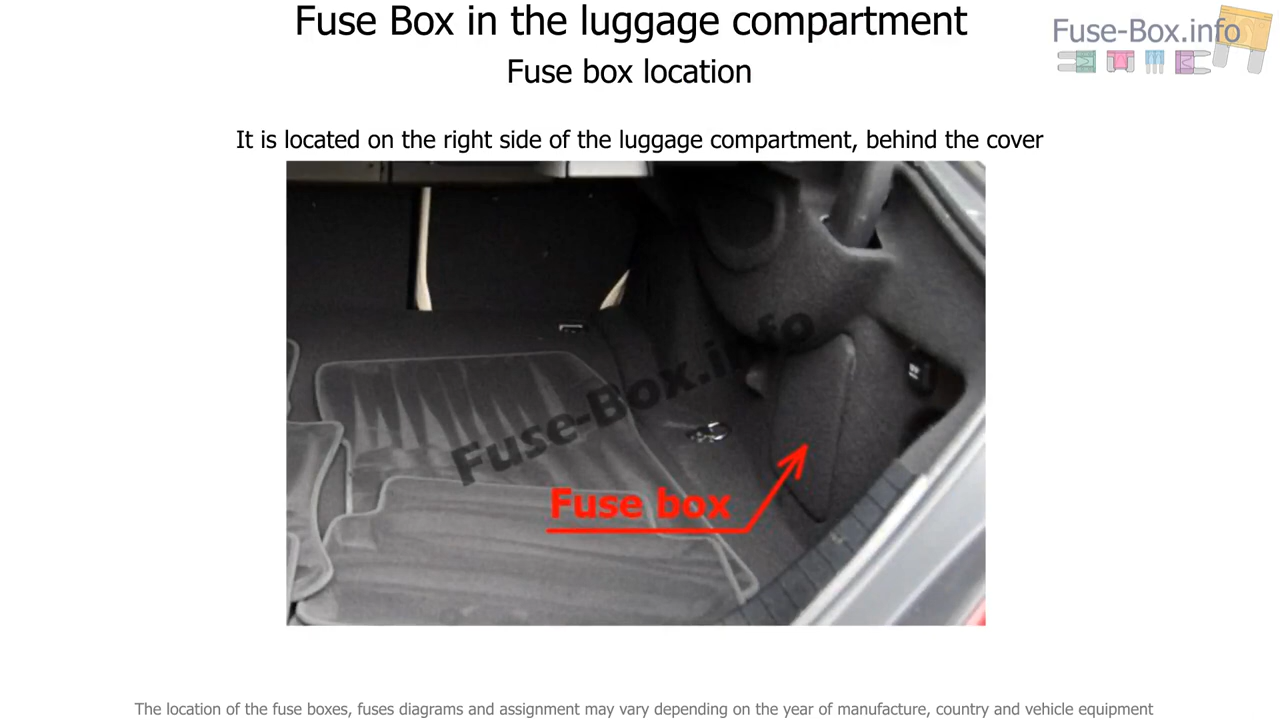 Fuse Box in the luggage compartment
Fuse-Box.info
Fuse box location
It is located on the right side of the luggage compartment, behind the cover
Fuse-Box.info
Fuse box
The location of the fuse boxes, fuses diagrams and assignment may vary depending on the year of manufacture, country and vehicle equipment